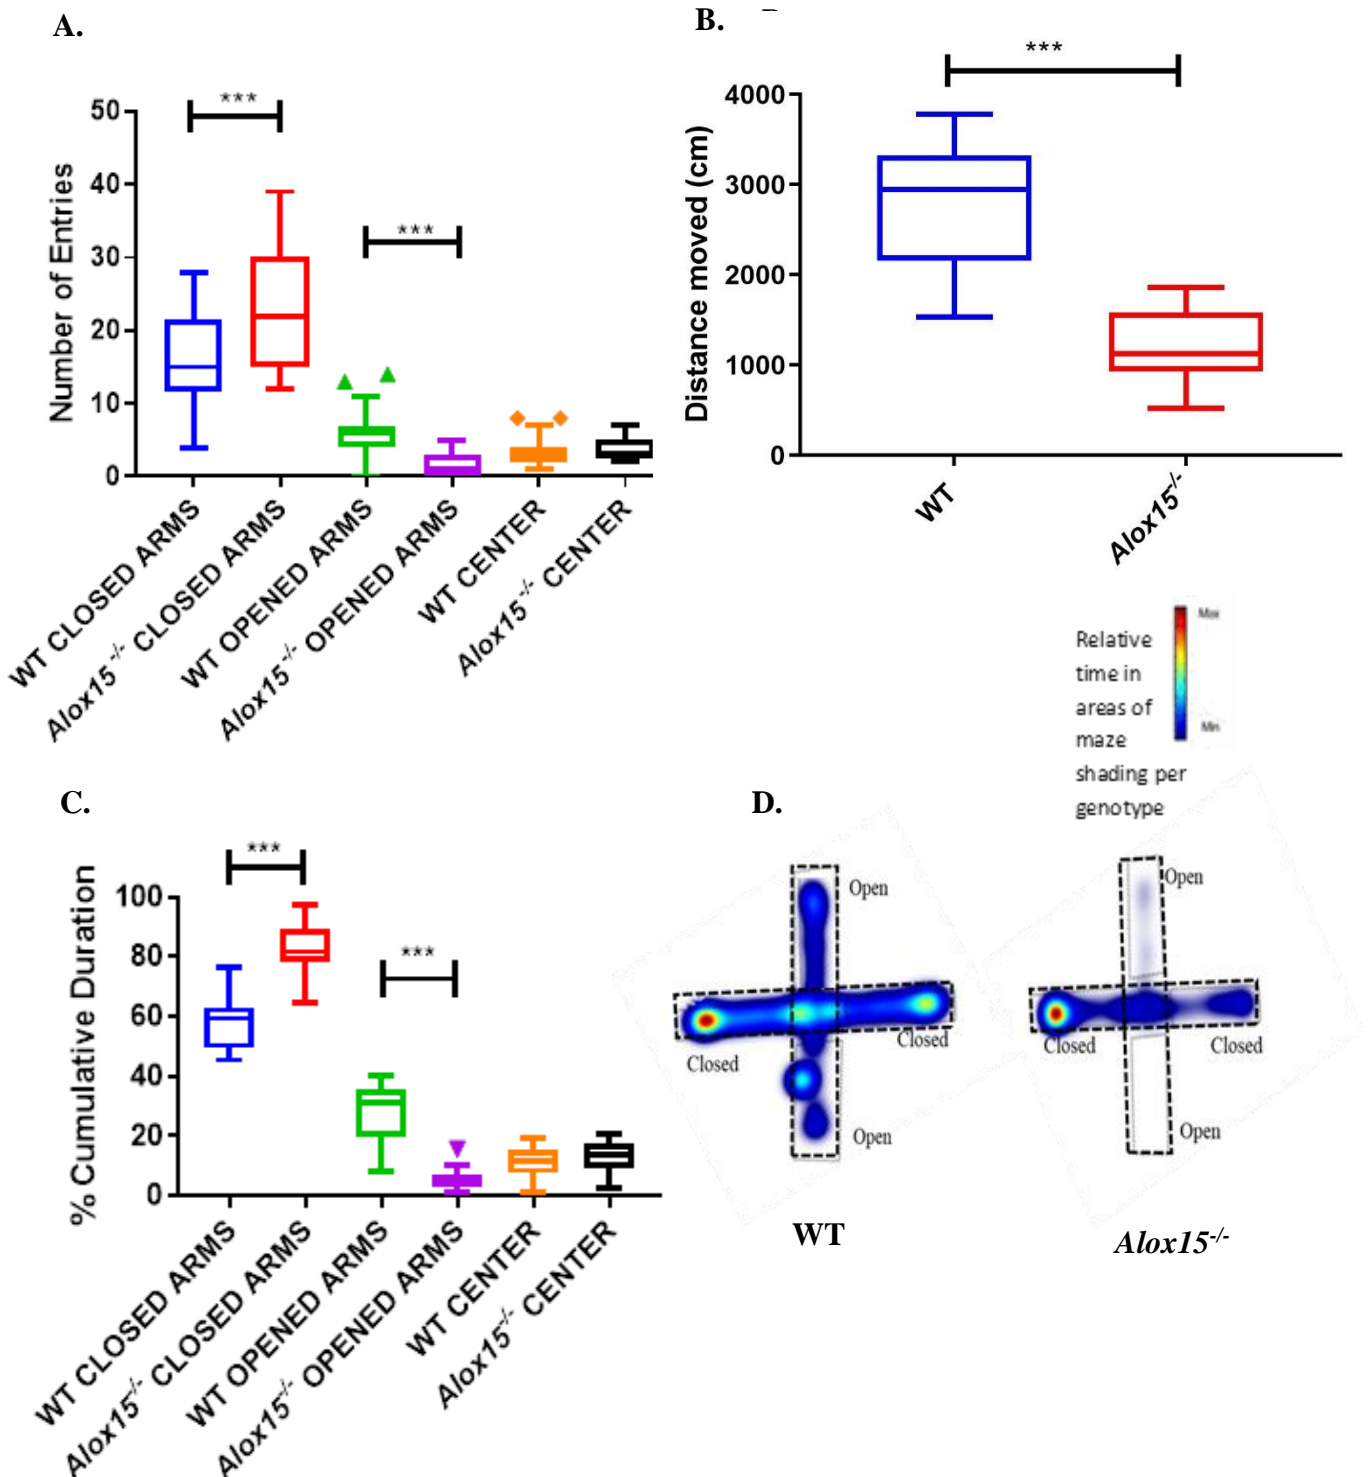 A.
***
***
50
40
30
20
10
0
Number of Entries
WT CLOSED ARMS
Alox15-/- CLOSED ARMS
WT OPENED ARMS
Alox15-/- OPENED ARMS
WT CENTER
Alox15-/- CENTER
B.
***
4000
3000
2000
1000
0
Distance moved (cm)
WT
Alox15-/-
C.
***
***
100
80
60
40
20
0
% Cumulative Duration
WT CLOSED ARMS
Alox15-/- CLOSED ARMS
WT OPENED ARMS
Alox15-/- OPENED ARMS
WT CENTER
Alox15-/- CENTER
D.
Relative
time in
areas of
maze
shading per
genotype
Max
Min
Open
Closed
Closed
Open
WT
Open
Closed
Closed
Open
Alox15-/-